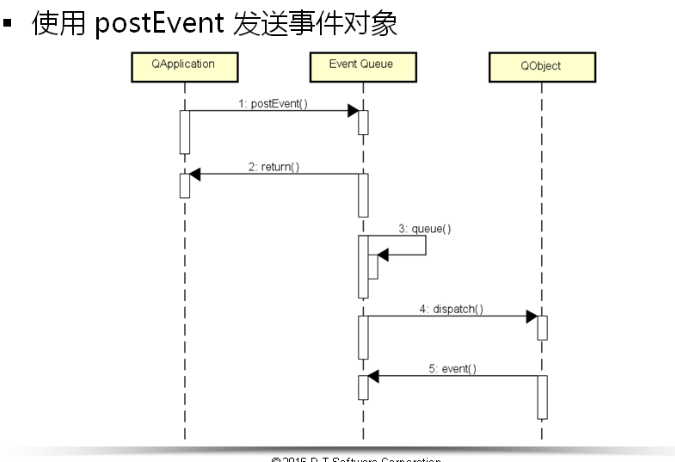 ▪ 使用 postEvent 发送事件对象
QApplication
Event Queue
QObject
1: postEvent()
2: return()
3: queue()
4: dispatch()
5: event()
©2016 D.T.Software Corporation